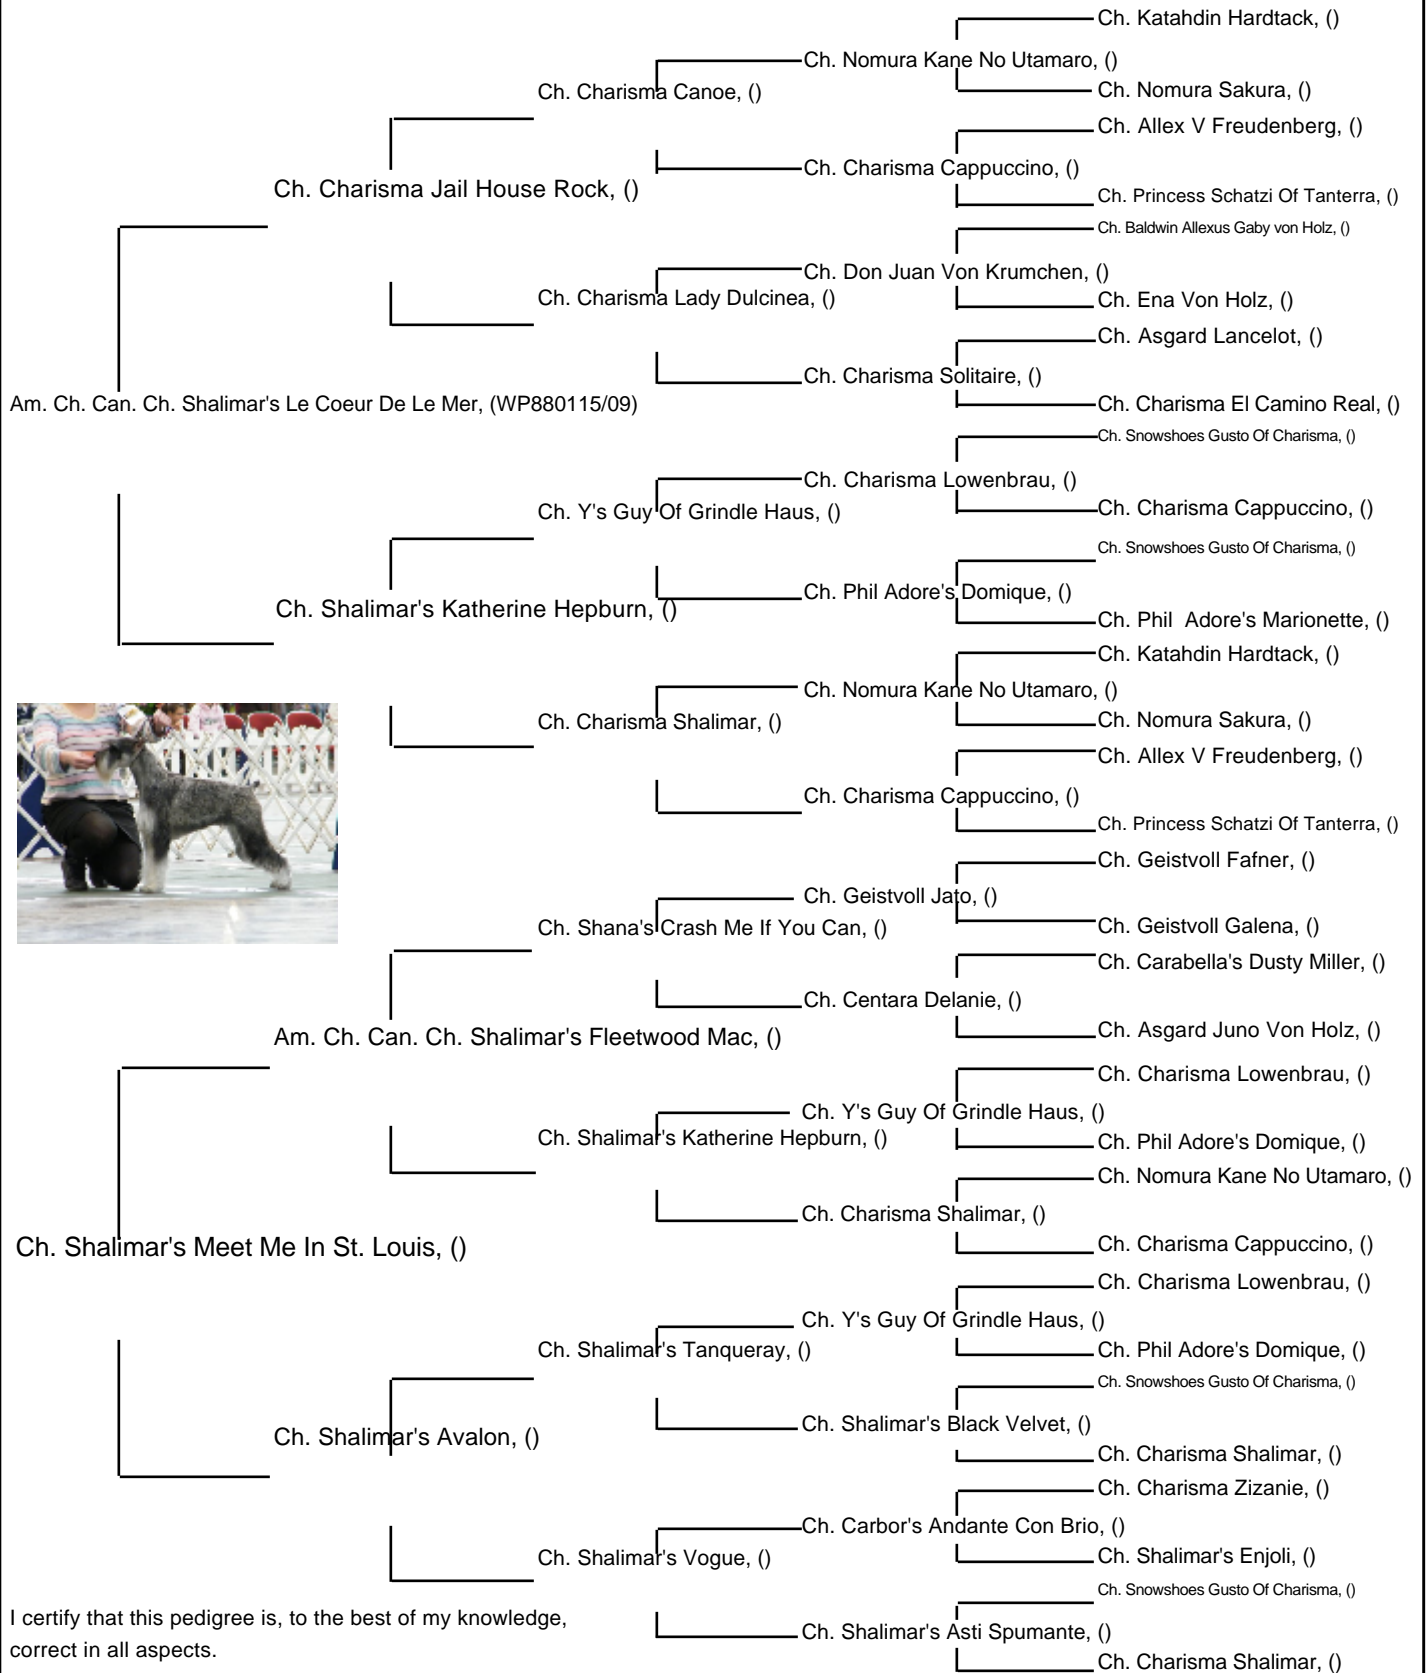 Ch. Katahdin Hardtack, ()
Ch. Nomura Kane No Utamaro, ()
Ch. Charisma Canoe, ()
Ch. Nomura Sakura, ()
Ch. Allex V Freudenberg, ()
Ch. Charisma Cappuccino, ()
Ch. Charisma Jail House Rock, ()
Ch. Princess Schatzi Of Tanterra, ()
Ch. Baldwin Allexus Gaby von Holz, ()
Ch. Don Juan Von Krumchen, ()
Ch. Charisma Lady Dulcinea, ()
Ch. Ena Von Holz, ()
Ch. Asgard Lancelot, ()
Ch. Charisma Solitaire, ()
Am. Ch. Can. Ch. Shalimar's Le Coeur De Le Mer, (WP880115/09)
Ch. Charisma El Camino Real, ()
Ch. Snowshoes Gusto Of Charisma, ()
Ch. Charisma Lowenbrau, ()
Ch. Y's Guy Of Grindle Haus, ()
Ch. Charisma Cappuccino, ()
Ch. Snowshoes Gusto Of Charisma, ()
Ch. Phil Adore's Domique, ()
Ch. Shalimar's Katherine Hepburn, ()
Ch. Phil  Adore's Marionette, ()
Ch. Katahdin Hardtack, ()
Ch. Nomura Kane No Utamaro, ()
Ch. Charisma Shalimar, ()
Ch. Nomura Sakura, ()
Ch. Allex V Freudenberg, ()
Ch. Charisma Cappuccino, ()
Ch. Princess Schatzi Of Tanterra, ()
Ch. Geistvoll Fafner, ()
Ch. Geistvoll Jato, ()
Ch. Shana's Crash Me If You Can, ()
Ch. Geistvoll Galena, ()
Ch. Carabella's Dusty Miller, ()
Ch. Centara Delanie, ()
Am. Ch. Can. Ch. Shalimar's Fleetwood Mac, ()
Ch. Asgard Juno Von Holz, ()
Ch. Charisma Lowenbrau, ()
Ch. Y's Guy Of Grindle Haus, ()
Ch. Shalimar's Katherine Hepburn, ()
Ch. Phil Adore's Domique, ()
Ch. Nomura Kane No Utamaro, ()
Ch. Charisma Shalimar, ()
Ch. Shalimar's Meet Me In St. Louis, ()
Ch. Charisma Cappuccino, ()
Ch. Charisma Lowenbrau, ()
Ch. Y's Guy Of Grindle Haus, ()
Ch. Shalimar's Tanqueray, ()
Ch. Phil Adore's Domique, ()
Ch. Snowshoes Gusto Of Charisma, ()
Ch. Shalimar's Black Velvet, ()
Ch. Shalimar's Avalon, ()
Ch. Charisma Shalimar, ()
Ch. Charisma Zizanie, ()
Ch. Carbor's Andante Con Brio, ()
Ch. Shalimar's Vogue, ()
Ch. Shalimar's Enjoli, ()
Ch. Snowshoes Gusto Of Charisma, ()
Ch. Shalimar's Asti Spumante, ()
Ch. Charisma Shalimar, ()
I certify that this pedigree is, to the best of my knowledge,
correct in all aspects.